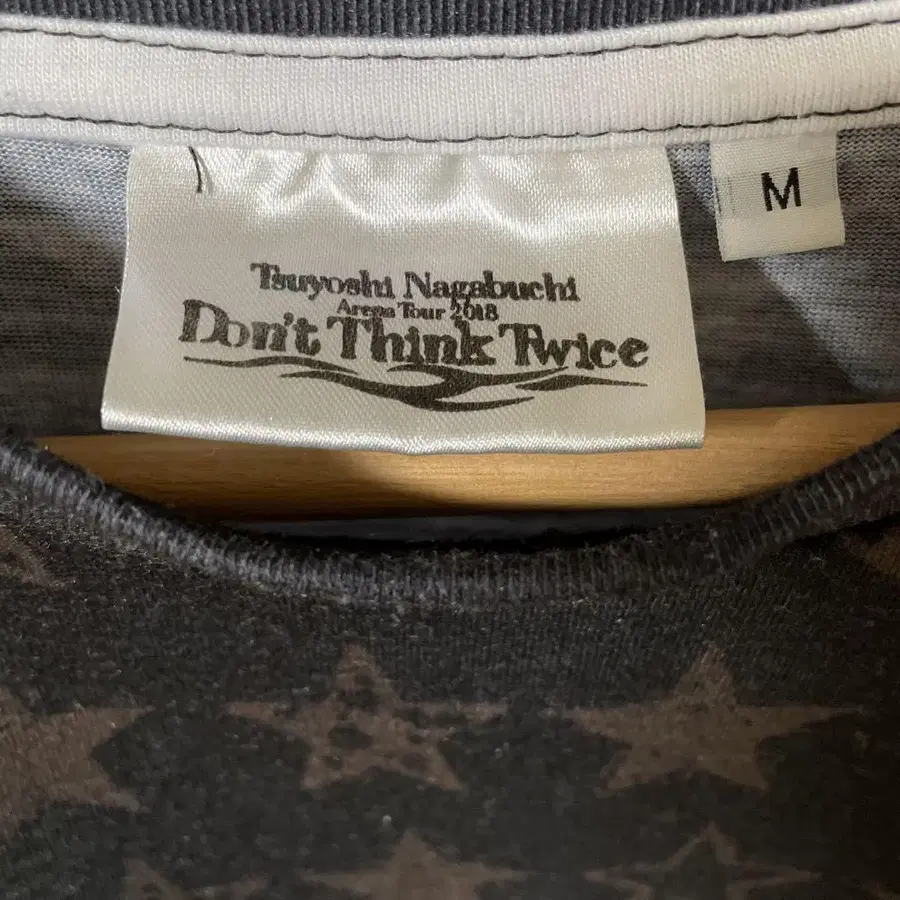 Tsuyoshi Nagabuchi
Arena Tour 2018
Don't Think Twice
M